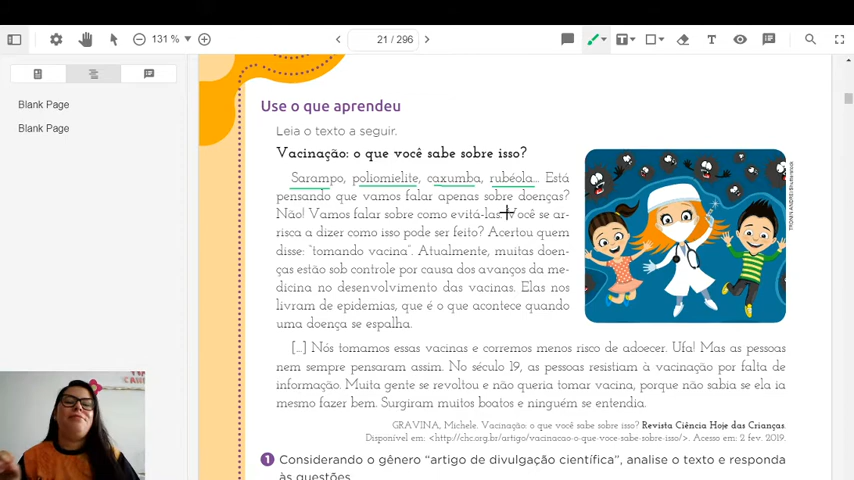 131 %
21 / 296
Blank Page
Blank Page
Use o que aprendeu
Leia o texto a seguir.
Vacinação: o que você sabe sobre isso?
Sarampo, poliomielite, caxumba, rubéola... Está
pensando que vamos falar apenas sobre doenças?
Não! Vamos falar sobre como evitá-las. Você se ar-
risca a dizer como isso pode ser feito? Acertou quem
disse: "tomando vacina". Atualmente, muitas doen-
ças estão sob controle por causa dos avanços da me-
dicina no desenvolvimento das vacinas. Elas nos
livram de epidemias, que é o que acontece quando
uma doença se espalha.
[...] Nós tomamos essas vacinas e corremos menos risco de adoecer. Ufa! Mas as pessoas
nem sempre pensaram assim. No século 19, as pessoas resistiam à vacinação por falta de
informação. Muita gente se revoltou e não queria tomar vacina, porque não sabia se ela ia
mesmo fazer bem. Surgiram muitos boatos e ninguém se entendia.
GRAVINA, Michele. Vacinação: o que você sabe sobre isso? Revista Ciência Hoje das Crianças.
Disponível em: <http://chc.org.br/artigo/vacinacao-o-que-voce-sabe-sobre-isso/>. Acesso em: 2 fev. 2019.
1 Considerando o gênero "artigo de divulgação científica", analise o texto e responda
às questões.